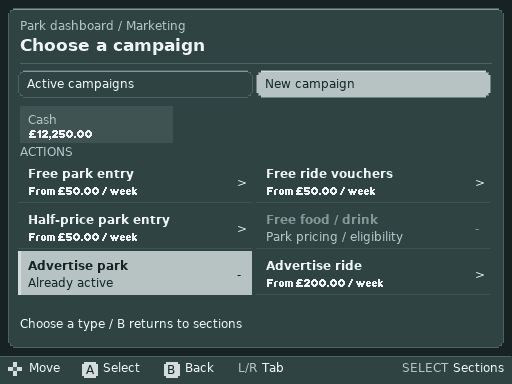 Park dashboard / Marketing
Choose a campaign
Active campaigns
New campaign
Cash
£12,250.00
ACTIONS
Free park entry
From £50.00 / week
>
Free ride vouchers
From £50.00 / week
>
Half-price park entry
From £50.00 / week
>
Free food / drink
Park pricing / eligibility
-
Advertise park
Already active
-
Advertise ride
From £200.00 / week
>
Choose a type / B returns to sections
Move A Select B Back L/R Tab SELECT Sections